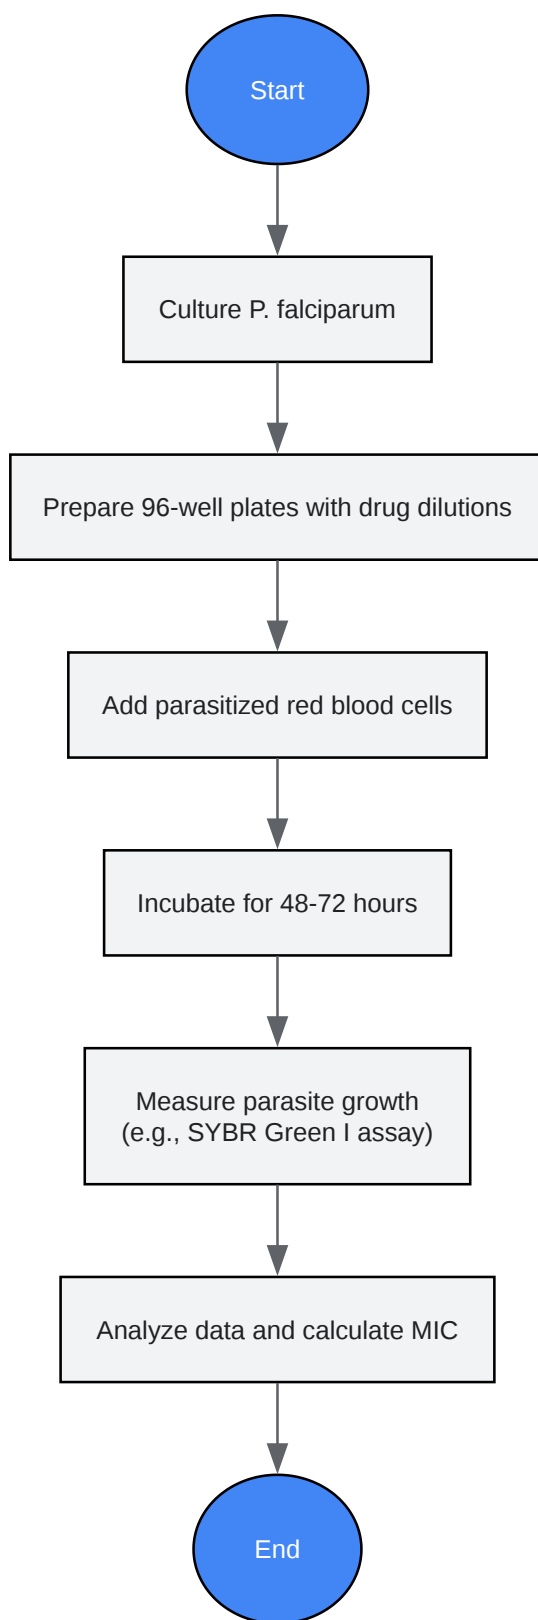 Start
Culture P. falciparum
Prepare 96-well plates with drug dilutions
Add parasitized red blood cells
Incubate for 48-72 hours
Measure parasite growth
(e.g., SYBR Green I assay)
Analyze data and calculate MIC
End